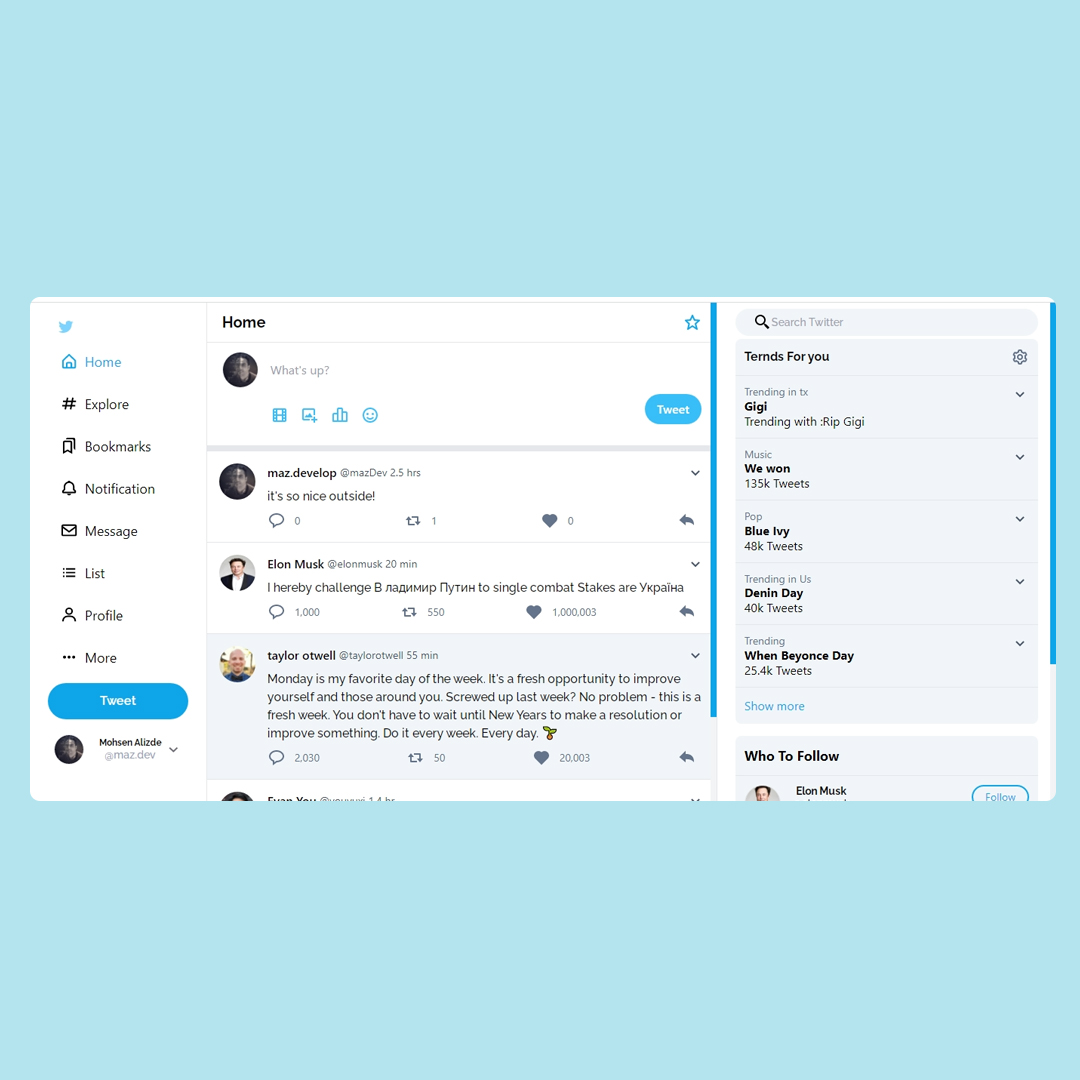 Home
Explore
Bookmarks
Notification
Message
List
Profile
More
Tweet
Mohsen Alizde
@maz.dev
Home
What's up?
Tweet
maz.develop @mazDev 2.5 hrs
it's so nice outside!
0 1 0
Elon Musk @elonmusk 20 min
I hereby challenge В ладимир Путин to single combat Stakes are Україна
1,000 550 1,000,003
taylor otwell @taylorotwell 55 min
Monday is my favorite day of the week. It's a fresh opportunity to improve
yourself and those around you. Screwed up last week? No problem - this is a
fresh week. You don't have to wait until New Years to make a resolution or
improve something. Do it every week. Every day.
2,030 50 20,003
Evan You @youyuxi 1.4 hr
Search Twitter
Ternds For you
Trending in tx
Gigi
Trending with :Rip Gigi
Music
We won
135k Tweets
Pop
Blue Ivy
48k Tweets
Trending in Us
Denin Day
40k Tweets
Trending
When Beyonce Day
25.4k Tweets
Show more
Who To Follow
Elon Musk
Follow